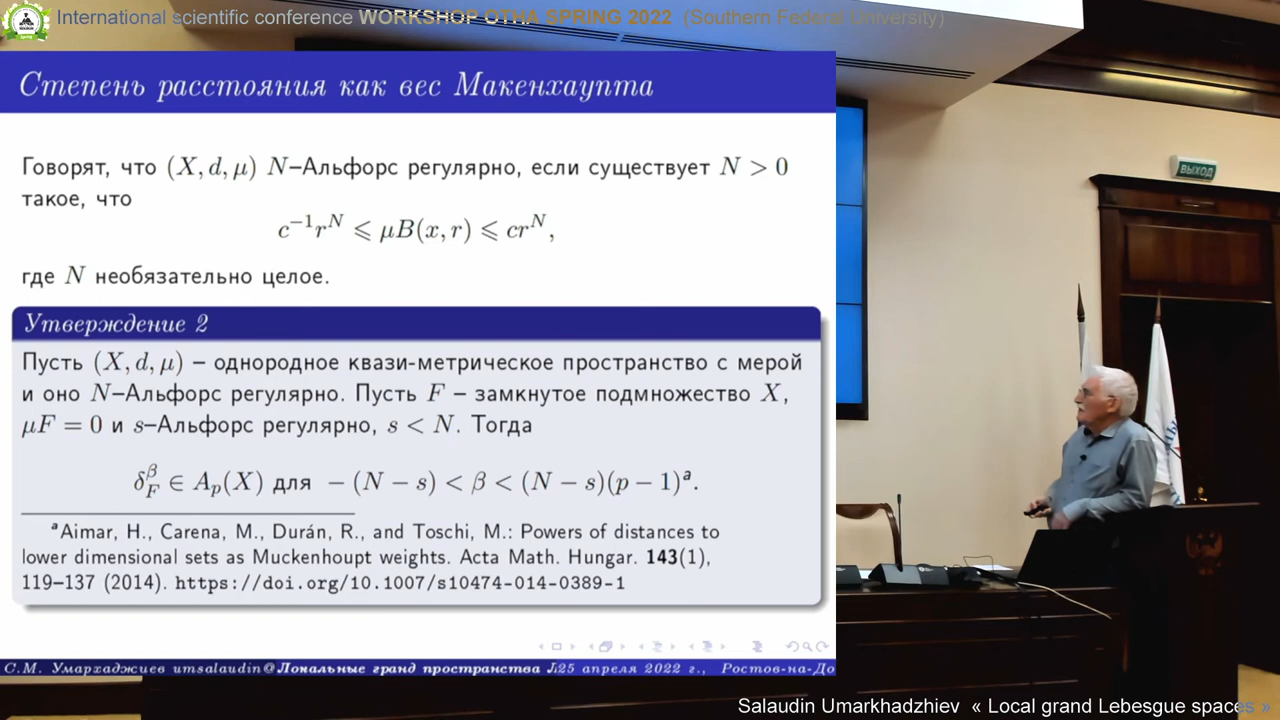 International scientific conference WORKSHOP OTHA SPRING 2022 (Southern Federal University)
Степень расстояния как вес Макенхаупта
Говорят, что (X, d, μ) N–Альфорс регулярно, если существует N > 0
такое, что
c⁻¹rᴺ ⩽ μB(x, r) ⩽ crᴺ,
где N необязательно целое.
Утверждение 2
Пусть (X, d, μ) – однородное квази-метрическое пространство с мерой
и оно N–Альфорс регулярно. Пусть F – замкнутое подмножество X,
μF = 0 и s–Альфорс регулярно, s < N. Тогда
δ_F^β ∈ A_p(X) для − (N − s) < β < (N − s)(p − 1)ᵃ.
ᵃAimar, H., Carena, M., Durán, R., and Toschi, M.: Powers of distances to
lower dimensional sets as Muckenhoupt weights. Acta Math. Hungar. 143(1),
119–137 (2014). https://doi.org/10.1007/s10474-014-0389-1
С.М. Умархаджиев umsalaudin@
Локальные гранд пространства Л
25 апреля 2022 г., Ростов-на-До
ВЫХОД
Salaudin Umarkhadzhiev « Local grand Lebesgue spaces »